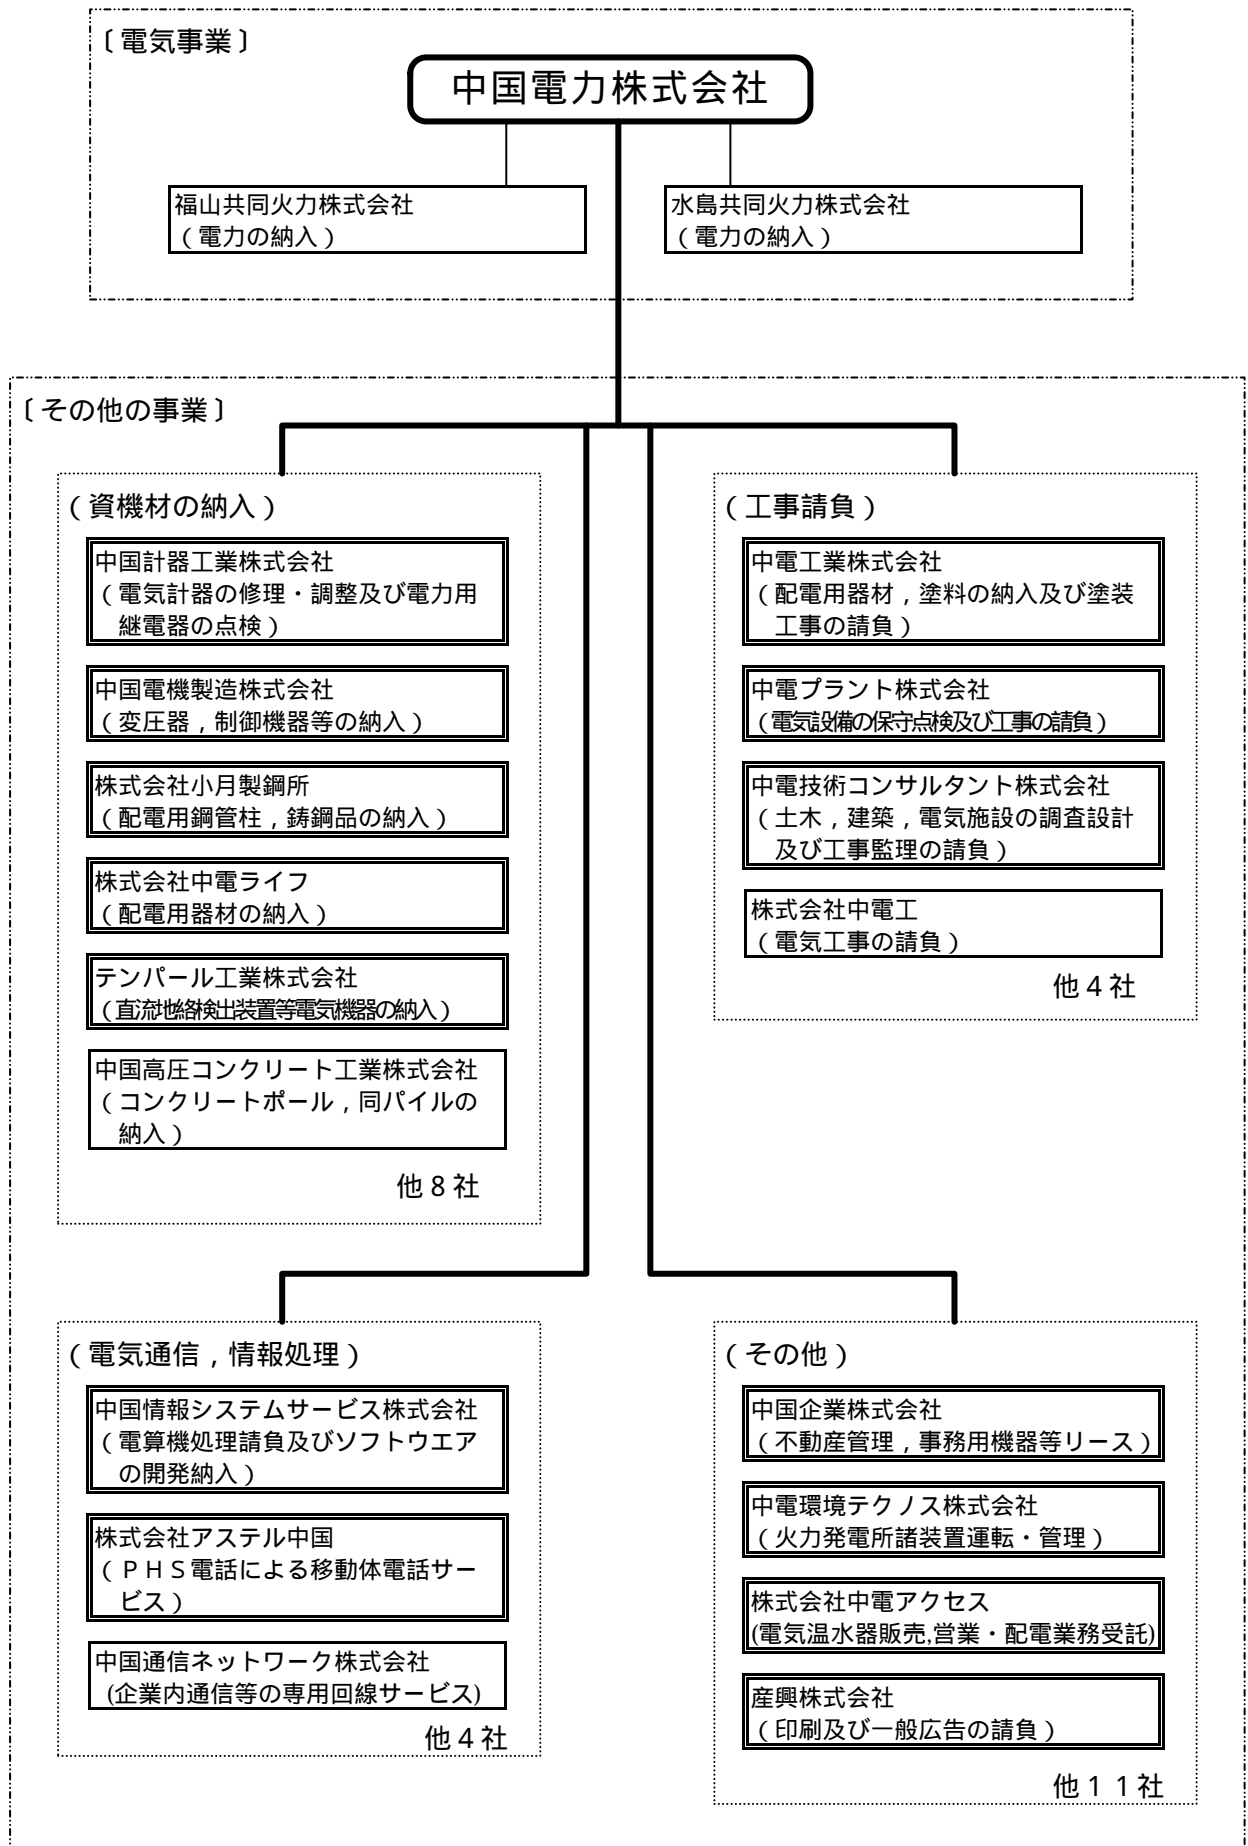 〔電気事業〕
中国電力株式会社
福山共同火力株式会社
（電力の納入）
水島共同火力株式会社
（電力の納入）
〔その他の事業〕
（資機材の納入）
中国計器工業株式会社
（電気計器の修理・調整及び電力用
継電器の点検）
中国電機製造株式会社
（変圧器，制御機器等の納入）
株式会社小月製鋼所
（配電用鋼管柱，鋳鋼品の納入）
株式会社中電ライフ
（配電用器材の納入）
テンパール工業株式会社
（直流地絡検出装置等電気機器の納入）
中国高圧コンクリート工業株式会社
（コンクリートポール，同パイルの
納入）
他８社
（工事請負）
中電工業株式会社
（配電用器材，塗料の納入及び塗装
工事の請負）
中電プラント株式会社
（電気設備の保守点検及び工事の請負）
中電技術コンサルタント株式会社
（土木，建築，電気施設の調査設計
及び工事監理の請負）
株式会社中電工
（電気工事の請負）
他４社
（電気通信，情報処理）
中国情報システムサービス株式会社
（電算機処理請負及びソフトウエア
の開発納入）
株式会社アステル中国
（ＰＨＳ電話による移動体電話サー
ビス）
中国通信ネットワーク株式会社
(企業内通信等の専用回線サービス)
他４社
（その他）
中国企業株式会社
（不動産管理，事務用機器等リース）
中電環境テクノス株式会社
（火力発電所諸装置運転・管理）
株式会社中電アクセス
(電気温水器販売,営業・配電業務受託)
産興株式会社
（印刷及び一般広告の請負）
他１１社